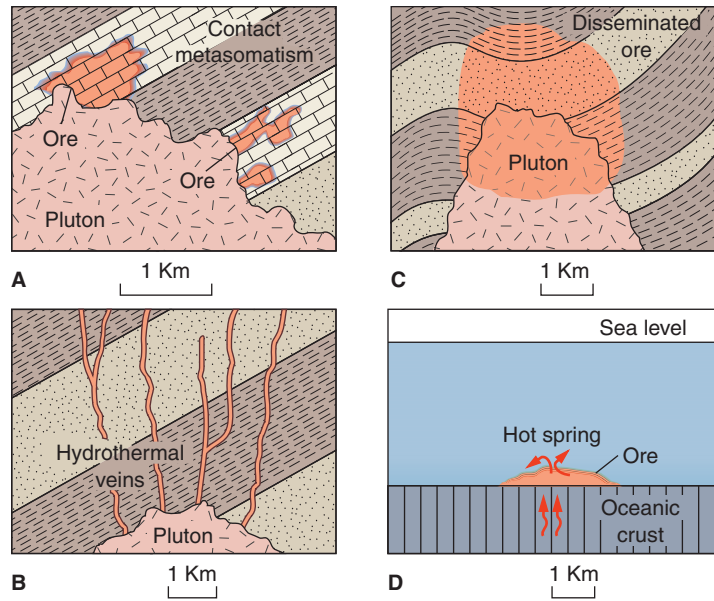 Contact
metasomatism
Ore
Ore
Pluton
A
1 Km
Disseminated
ore
Pluton
C
1 Km
Hydrothermal
veins
Pluton
B
1 Km
Sea level
Hot spring
Ore
Oceanic
crust
D
1 Km